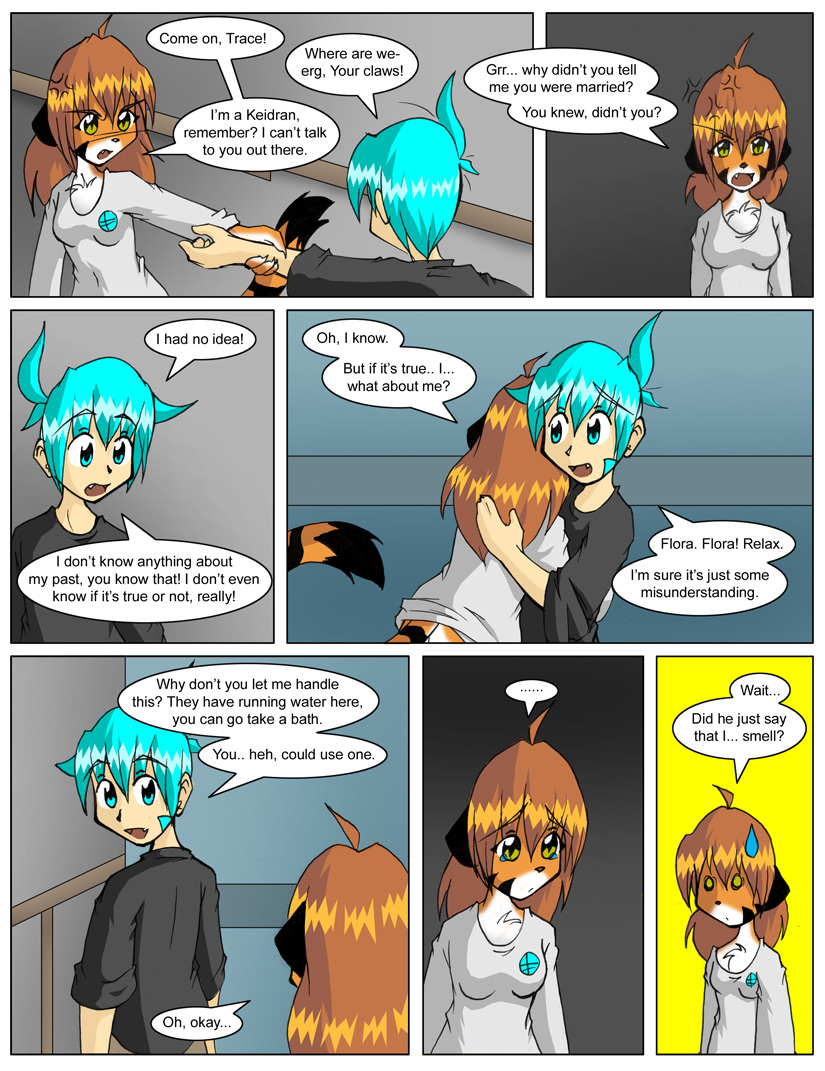 Come on, Trace!
I'm a Keidran,
remember? I can't talk
to you out there.
Where are we-
erg, Your claws!
Grr... why didn't you tell
me you were married?
You knew, didn't you?
I had no idea!
I don't know anything about
my past, you know that! I don't even
know if it's true or not, really!
Oh, I know.
But if it's true.. I...
what about me?
Flora. Flora! Relax.
I'm sure it's just some
misunderstanding.
Why don't you let me handle
this? They have running water here,
you can go take a bath.
You.. heh, could use one.
Oh, okay...
......
Wait...
Did he just say
that I... smell?